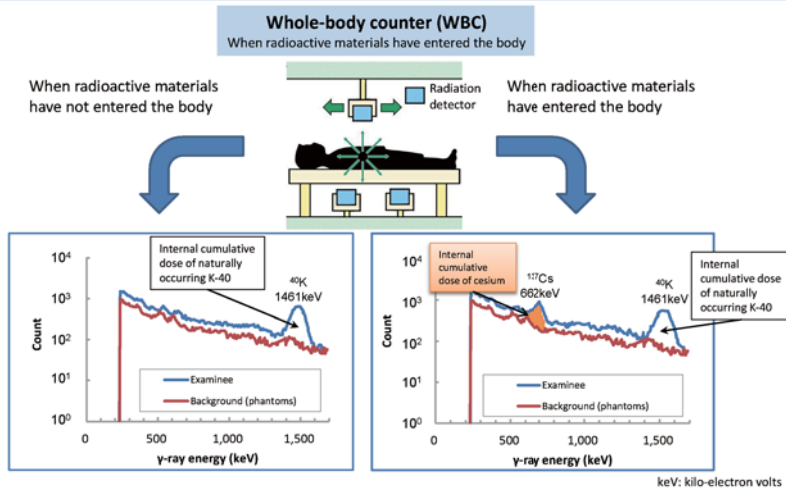 Whole-body counter (WBC)
When radioactive materials have entered the body
When radioactive materials
have not entered the body
Radiation
detector
When radioactive materials
have entered the body
Internal cumulative
dose of naturally
occurring K-40
⁴⁰K
1461keV
10⁴
10³
10²
10¹
10⁰
Count
Examinee
Background (phantoms)
0 500 1,000 1,500
γ-ray energy (keV)
Internal
cumulative
dose of cesium
¹³⁷Cs
662keV
⁴⁰K
1461keV
Internal
cumulative dose
of naturally
occurring K-40
10⁴
10³
10²
10¹
10⁰
Count
Examinee
Background (phantoms)
0 500 1,000 1,500
γ-ray energy (keV)
keV: kilo-electron volts